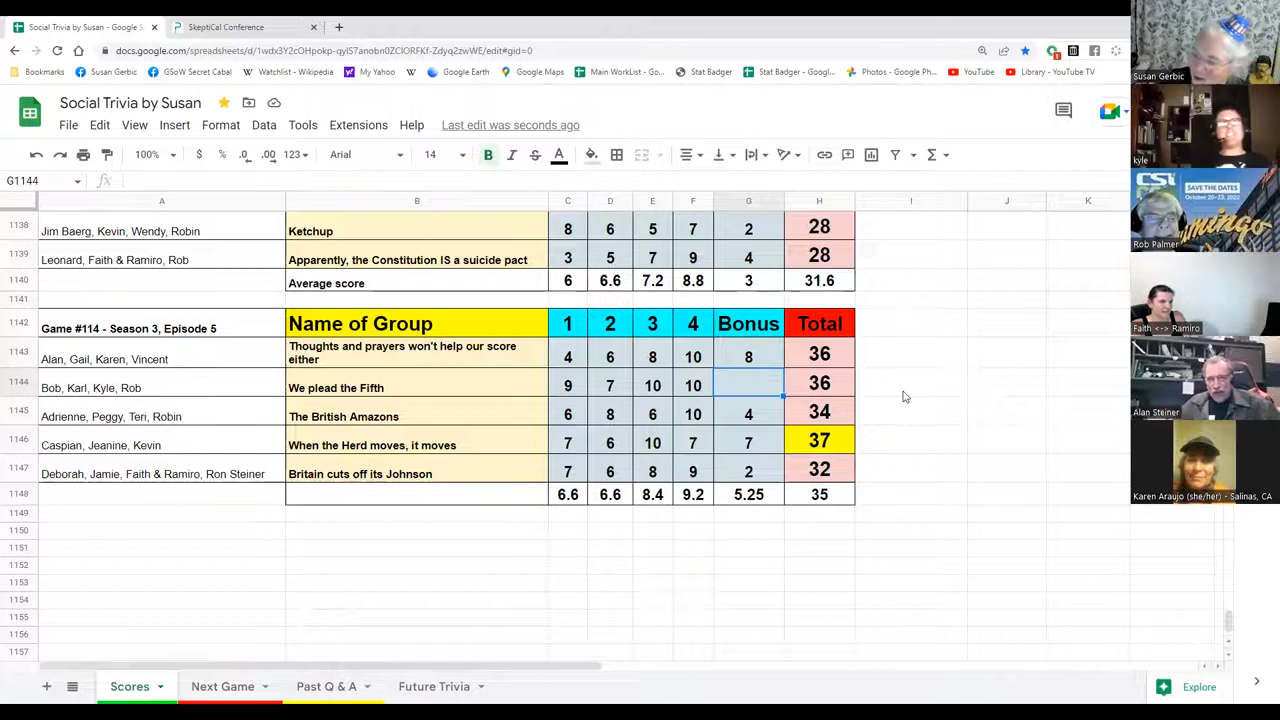 Social Trivia by Susan - Google S
SkeptiCal Conference
docs.google.com/spreadsheets/d/1wdx3Y2cOHpokp-qyIS7anobn0ZCIORFKf-Zdyq2zwWE/edit#gid=0
Bookmarks Susan Gerbic GSoW Secret Cabal Watchlist - Wikipedia My Yahoo Google Earth Google Maps Main WorkList - Go... Stat Badger Stat Badger - Googl... Photos - Google Ph... YouTube Library - YouTube TV
Social Trivia by Susan
File Edit View Insert Format Data Tools Extensions Help Last edit was seconds ago
100% $ % .0 .00 123 Arial 14 B I S A
G1144 fx
A B C D E F G H I J K
1138 Jim Baerg, Kevin, Wendy, Robin Ketchup 8 6 5 7 2 28
1139 Leonard, Faith & Ramiro, Rob Apparently, the Constitution IS a suicide pact 3 5 7 9 4 28
1140 Average score 6 6.6 7.2 8.8 3 31.6
1141
1142 Game #114 - Season 3, Episode 5 Name of Group 1 2 3 4 Bonus Total
1143 Alan, Gail, Karen, Vincent Thoughts and prayers won't help our score
either 4 6 8 10 8 36
1144 Bob, Karl, Kyle, Rob We plead the Fifth 9 7 10 10 36
1145 Adrienne, Peggy, Teri, Robin The British Amazons 6 8 6 10 4 34
1146 Caspian, Jeanine, Kevin When the Herd moves, it moves 7 6 10 7 7 37
1147 Deborah, Jamie, Faith & Ramiro, Ron Steiner Britain cuts off its Johnson 7 6 8 9 2 32
1148 6.6 6.6 8.4 9.2 5.25 35
1149
1150
1151
1152
1153
1154
1155
1156
1157
Scores Next Game Past Q & A Future Trivia
Explore
Susan Gerbic
kyle
CSI
SAVE THE DATES
October 20-23, 2022
Rob Palmer
Faith <-> Ramiro
Alan Steiner
Karen Araujo (she/her) - Salinas, CA